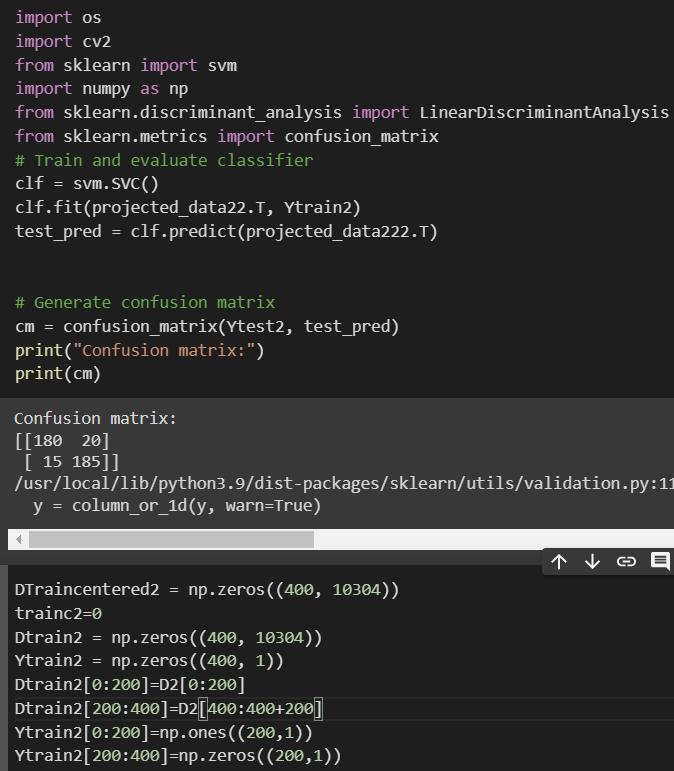 import os
import cv2
from sklearn import svm
import numpy as np
from sklearn.discriminant_analysis import LinearDiscriminantAnalysis
from sklearn.metrics import confusion_matrix
# Train and evaluate classifier
clf = svm.SVC()
clf.fit(projected_data22.T, Ytrain2)
test_pred = clf.predict(projected_data222.T)
# Generate confusion matrix
cm = confusion_matrix(Ytest2, test_pred)
print("Confusion matrix:")
print(cm)
Confusion matrix:
[[180  20]
 [ 15 185]]
/usr/local/lib/python3.9/dist-packages/sklearn/utils/validation.py:11
  y = column_or_1d(y, warn=True)
DTraincentered2 = np.zeros((400, 10304))
trainc2=0
Dtrain2 = np.zeros((400, 10304))
Ytrain2 = np.zeros((400, 1))
Dtrain2[0:200]=D2[0:200]
Dtrain2[200:400]=D2[400:400+200]
Ytrain2[0:200]=np.ones((200,1))
Ytrain2[200:400]=np.zeros((200,1))